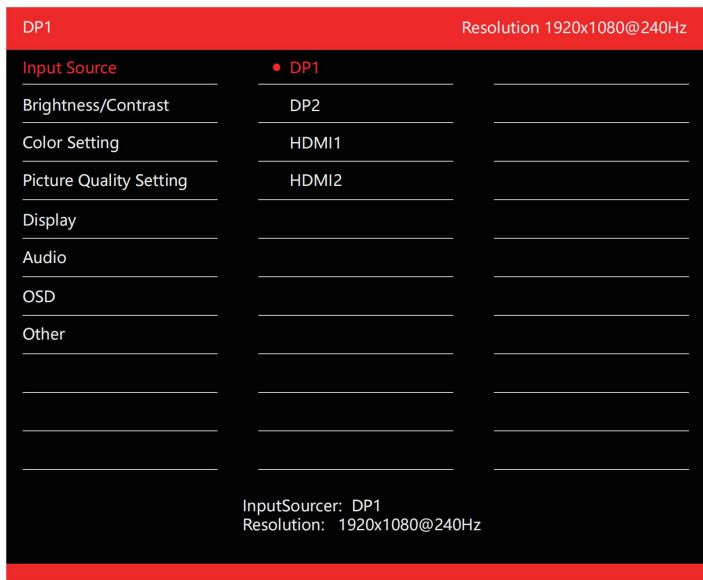 DP1 Resolution 1920x1080@240Hz
Input Source DP1
Brightness/Contrast DP2
Color Setting HDMI1
Picture Quality Setting HDMI2
Display
Audio
OSD
Other
InputSourcer: DP1
Resolution: 1920x1080@240Hz